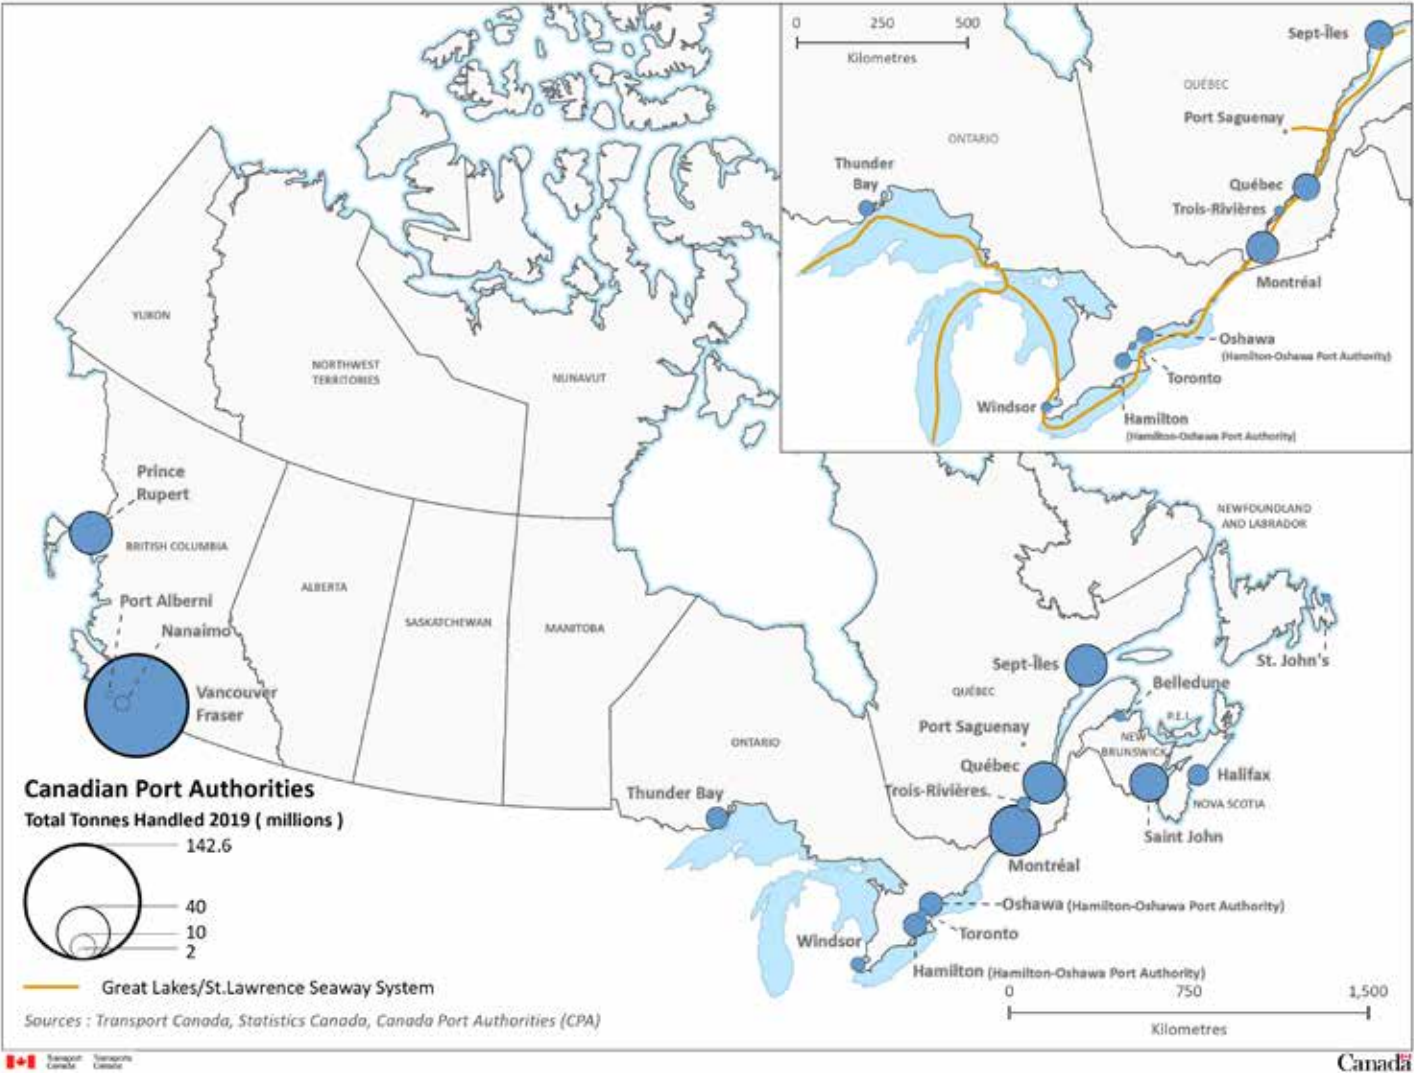 0 250 500
Kilometres
Sept-Îles
QUÉBEC
Port Saguenay
ONTARIO
Thunder
Bay
Québec
Trois-Rivières
Montréal
Oshawa
(Hamilton-Oshawa Port Authority)
Toronto
Windsor
Hamilton
(Hamilton-Oshawa Port Authority)
YUKON
NORTHWEST
TERRITORIES
NUNAVUT
Prince
Rupert
BRITISH COLUMBIA
ALBERTA
SASKATCHEWAN
MANITOBA
Port Alberni
Nanaimo
Vancouver
Fraser
NEWFOUNDLAND
AND LABRADOR
St. John's
Sept-Îles
Belledune
QUÉBEC
P.E.I.
Port Saguenay
NEW
BRUNSWICK
ONTARIO
Québec
Halifax
Trois-Rivières.
Thunder Bay
NOVA SCOTIA
Saint John
Montréal
Oshawa (Hamilton-Oshawa Port Authority)
Toronto
Windsor
Hamilton (Hamilton-Oshawa Port Authority)
Canadian Port Authorities
Total Tonnes Handled 2019 ( millions )
142.6
40
10
2
Great Lakes/St.Lawrence Seaway System
Sources : Transport Canada, Statistics Canada, Canada Port Authorities (CPA)
0 750 1,500
Kilometres
Transport Transports
Canada Canada
Canada